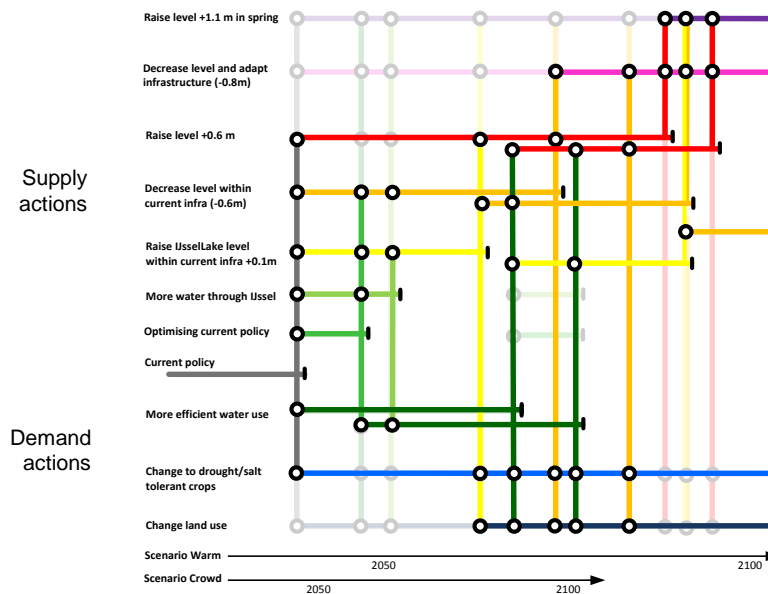 Raise level +1.1 m in spring
Decrease level and adapt
infrastructure (-0.8m)
Raise level +0.6 m
Supply
actions
Decrease level within
current infra (-0.6m)
Raise IJsselLake level
within current infra +0.1m
More water through IJssel
Optimising current policy
Current policy
More efficient water use
Demand
actions
Change to drought/salt
tolerant crops
Change land use
Scenario Warm
2050
2100
Scenario Crowd
2050
2100